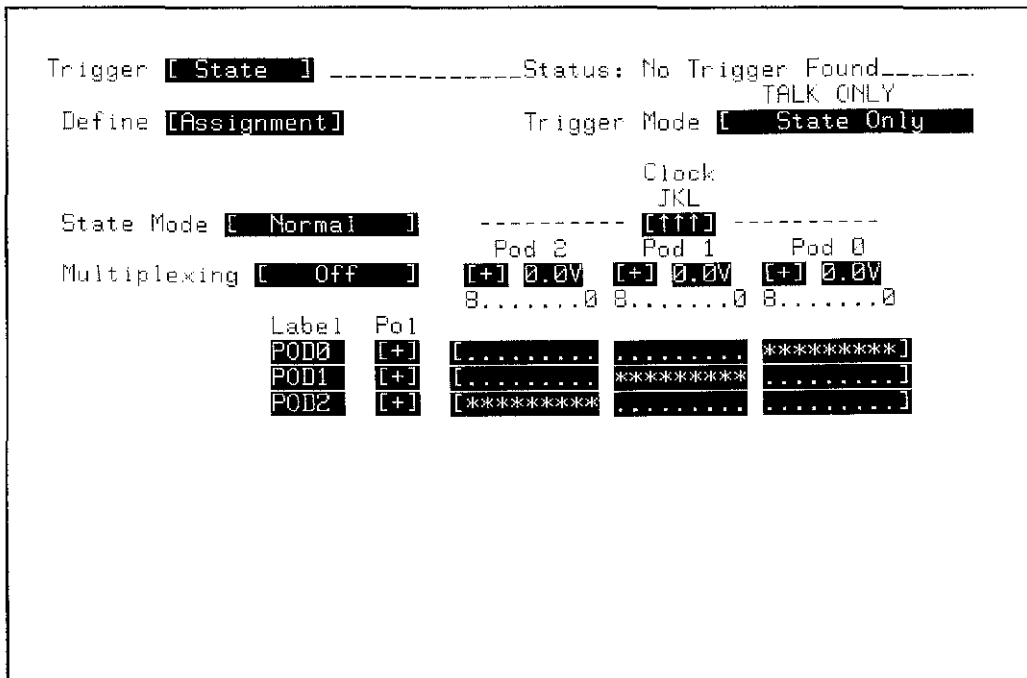 Trigger [ State ] _____________Status: No Trigger Found_______
TALK ONLY
Define [Assignment] Trigger Mode [ State Only
Clock
JKL
State Mode [ Normal ] ---------- [↑↑↑] ----------
Pod 2 Pod 1 Pod 0
Multiplexing [ Off ] [+] 0.0V [+] 0.0V [+] 0.0V
8.......0 8.......0 8.......0
Label Pol
POD0 [+] [......... ......... *********]
POD1 [+] [......... ********* .........]
POD2 [+] [********* ......... .........]